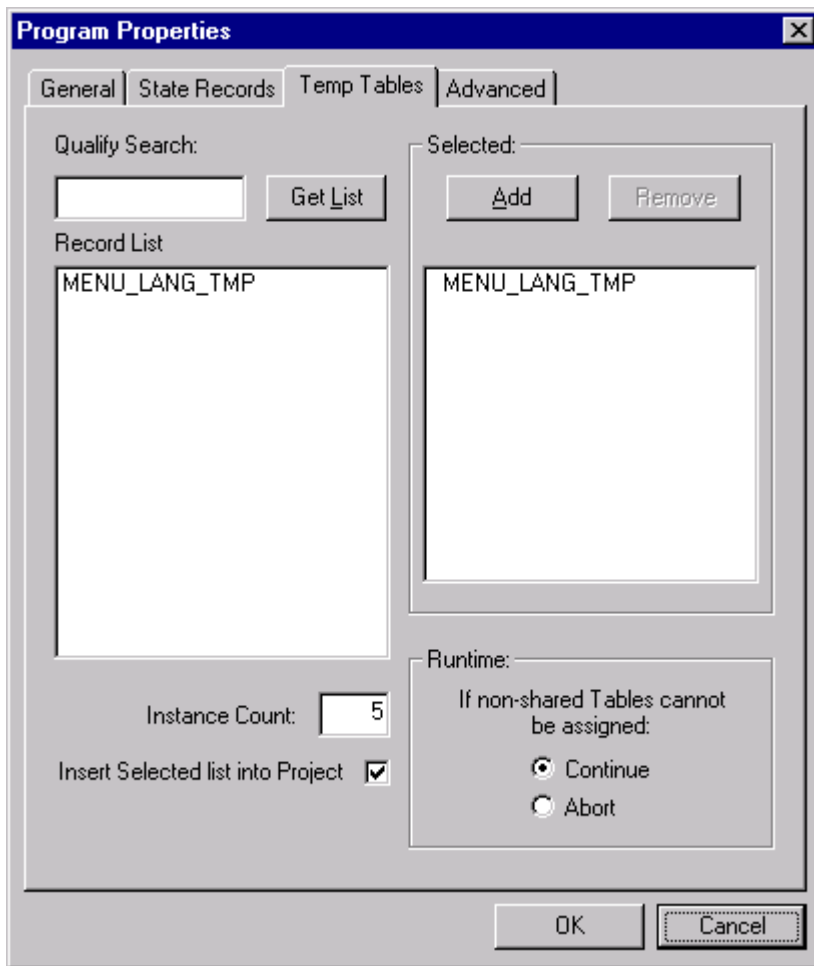 Program Properties
General State Records Temp Tables Advanced
Qualify Search:
Get List
Record List
MENU_LANG_TMP
Instance Count: 5
Insert Selected list into Project
Selected:
Add Remove
MENU_LANG_TMP
Runtime:
If non-shared Tables cannot
be assigned:
Continue
Abort
OK Cancel